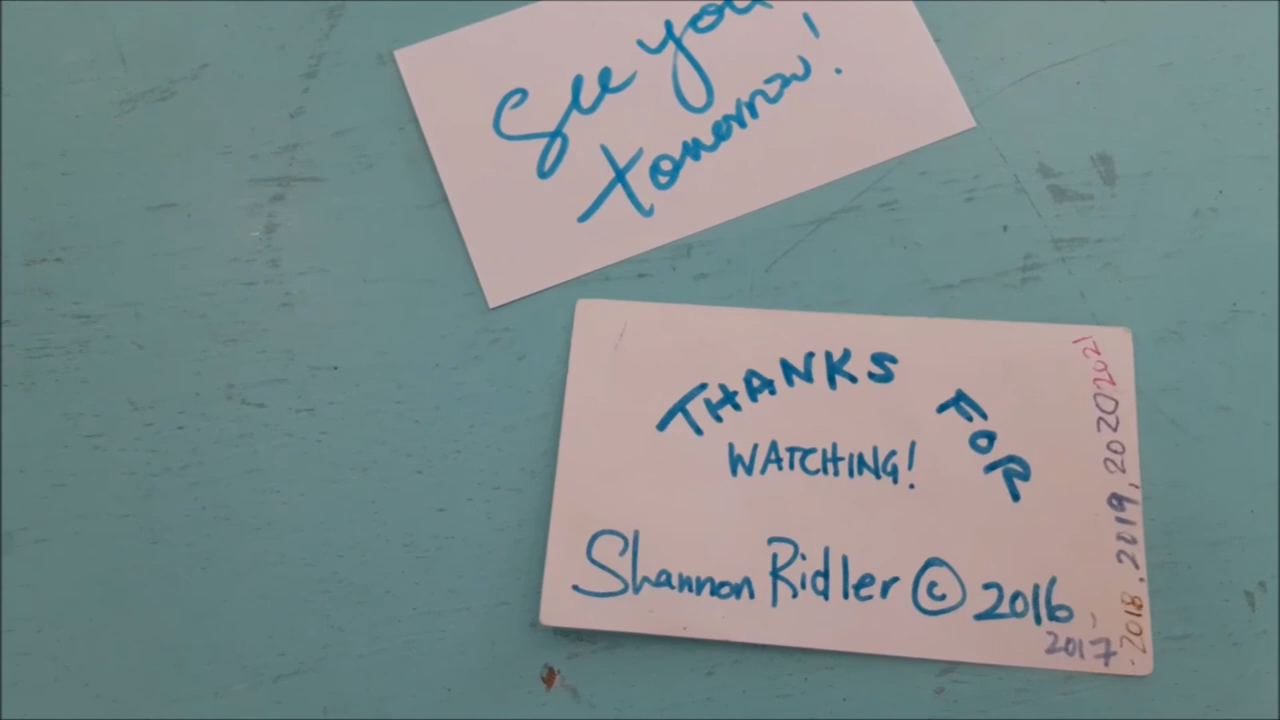 See you
tomorrow!
THANKS FOR
WATCHING!
Shannon Ridler © 2016
2017-
2018, 2019, 2020 2021